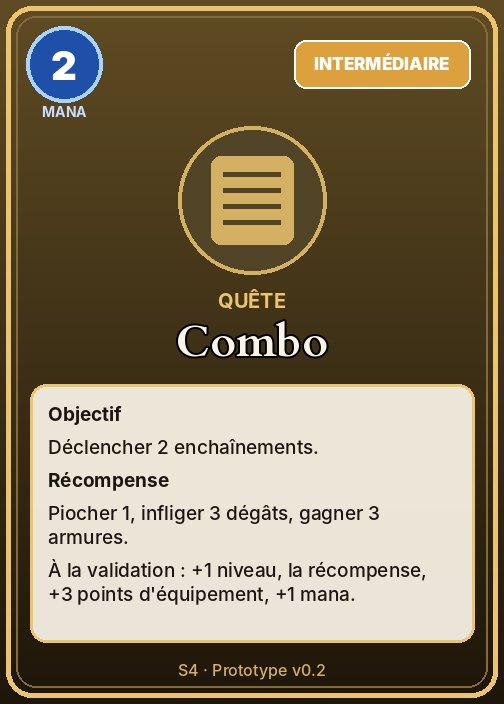 2
MANA
INTERMÉDIAIRE
QUÊTE
Combo
Objectif
Déclencher 2 enchaînements.
Récompense
Piocher 1, infliger 3 dégâts, gagner 3
armures.
À la validation : +1 niveau, la récompense,
+3 points d'équipement, +1 mana.
S4 · Prototype v0.2